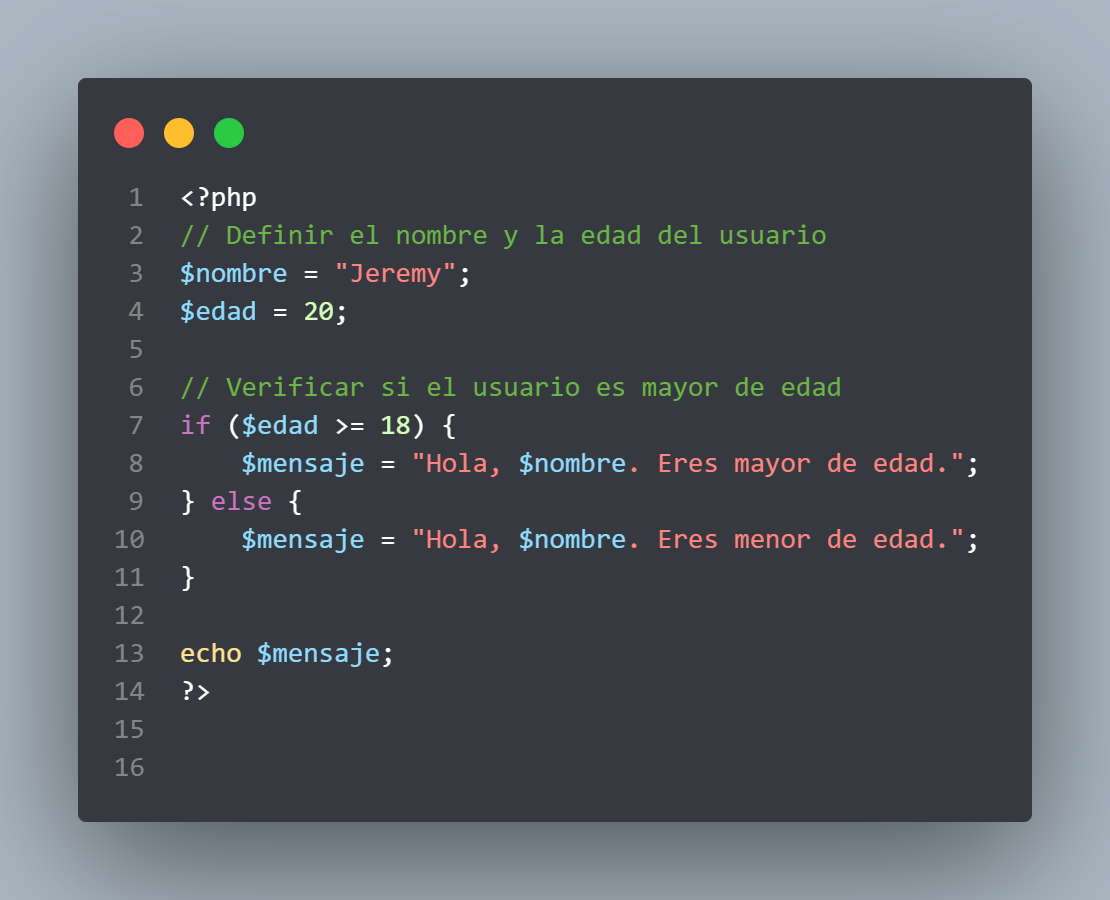 1 <?php
2 // Definir el nombre y la edad del usuario
3 $nombre = "Jeremy";
4 $edad = 20;
5
6 // Verificar si el usuario es mayor de edad
7 if ($edad >= 18) {
8     $mensaje = "Hola, $nombre. Eres mayor de edad.";
9 } else {
10     $mensaje = "Hola, $nombre. Eres menor de edad.";
11 }
12
13 echo $mensaje;
14 ?>
15
16